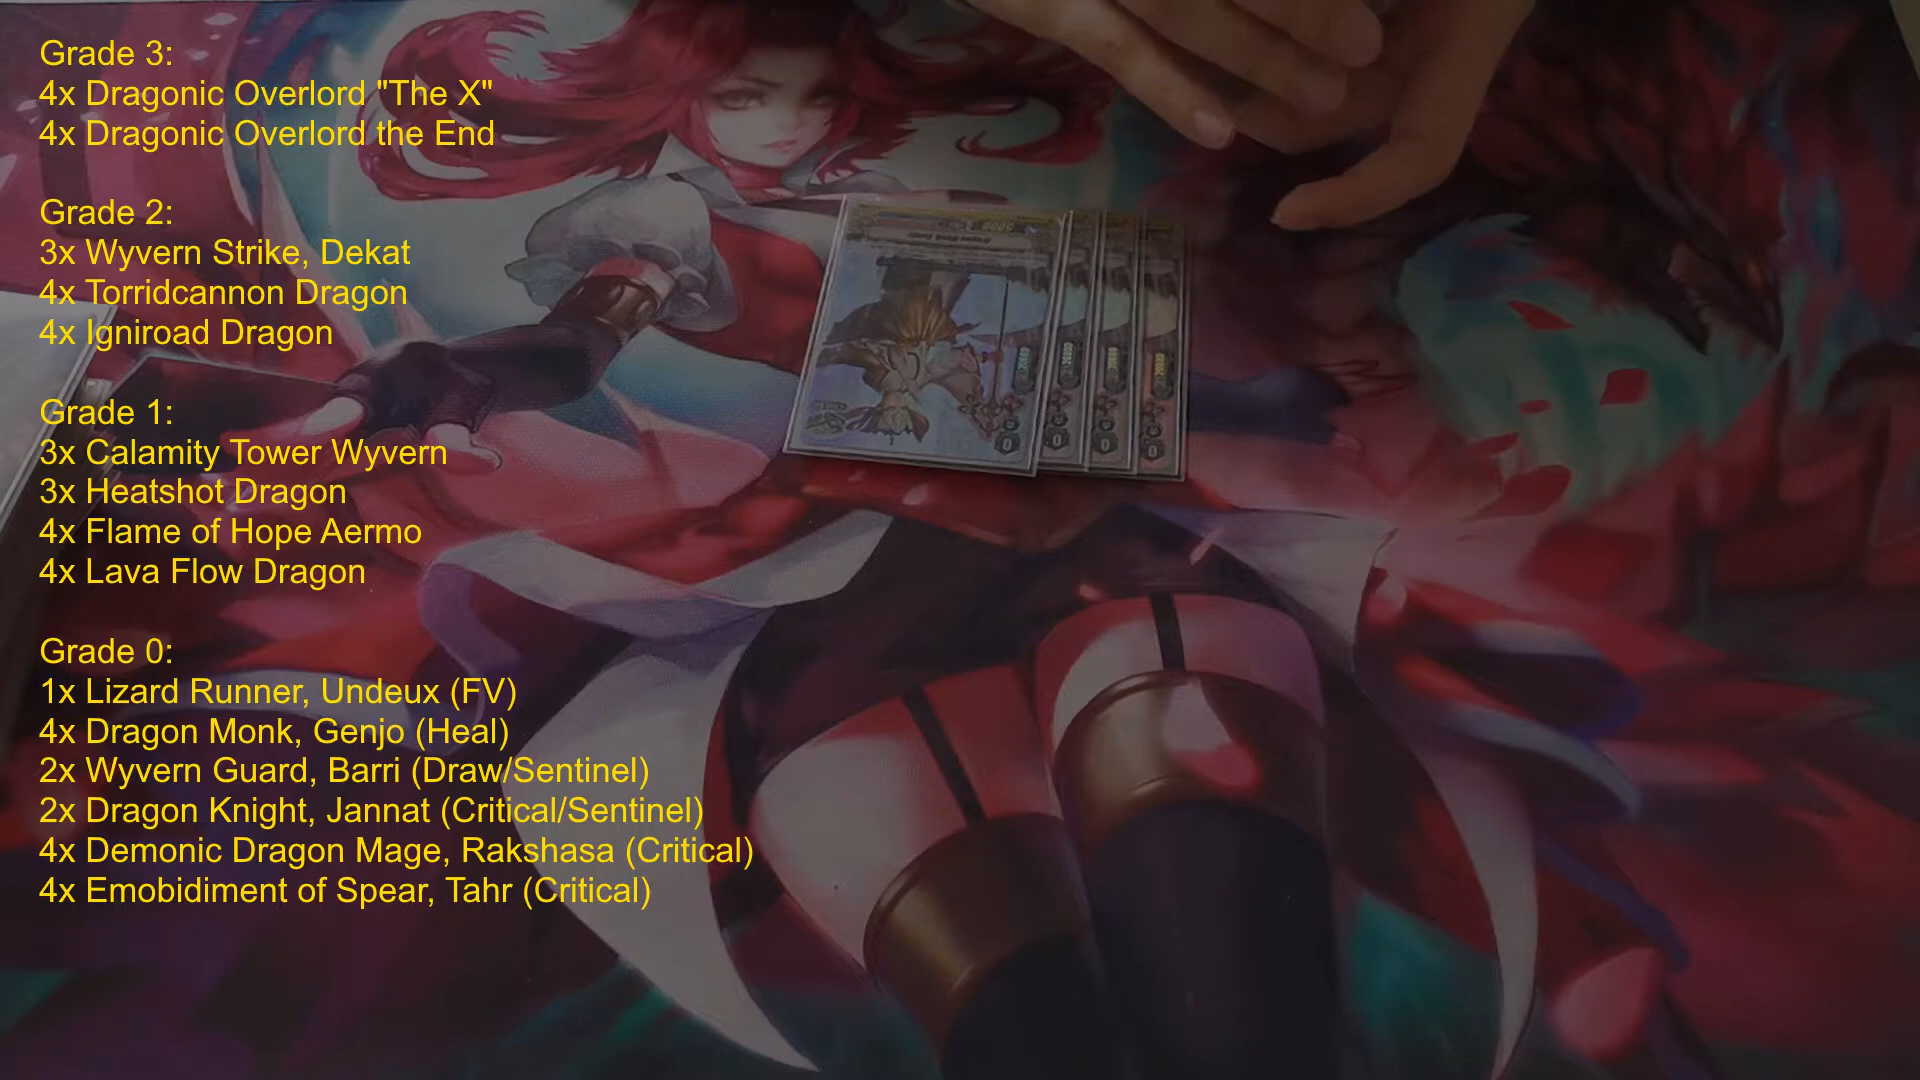 Grade 3:
4x Dragonic Overlord "The X"
4x Dragonic Overlord the End
Grade 2:
3x Wyvern Strike, Dekat
4x Torridcannon Dragon
4x Igniroad Dragon
Grade 1:
3x Calamity Tower Wyvern
3x Heatshot Dragon
4x Flame of Hope Aermo
4x Lava Flow Dragon
Grade 0:
1x Lizard Runner, Undeux (FV)
4x Dragon Monk, Genjo (Heal)
2x Wyvern Guard, Barri (Draw/Sentinel)
2x Dragon Knight, Jannat (Critical/Sentinel)
4x Demonic Dragon Mage, Rakshasa (Critical)
4x Emobidiment of Spear, Tahr (Critical)